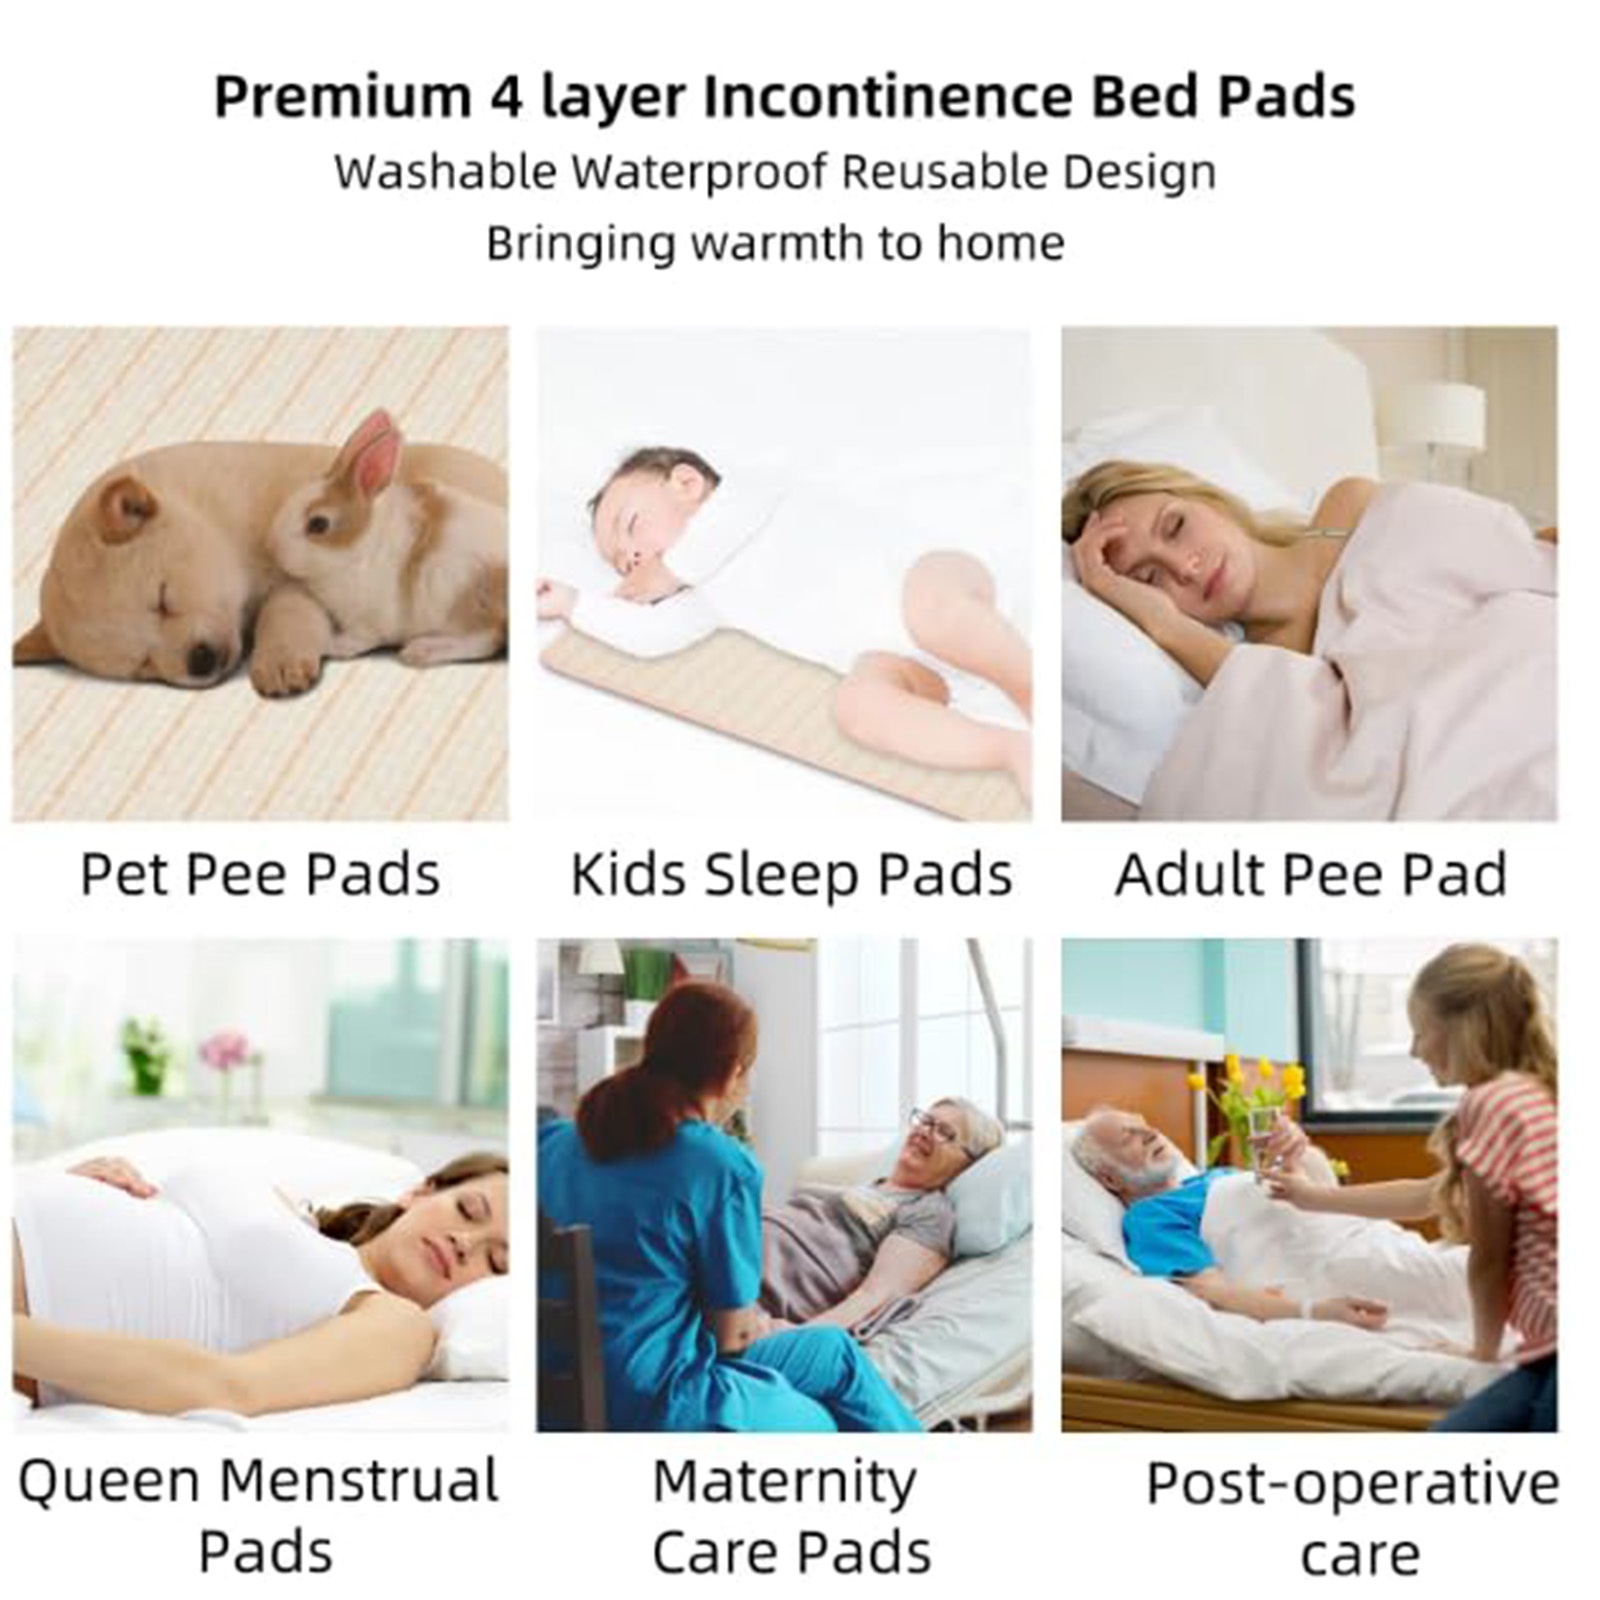 Premium 4 layer Incontinence Bed Pads
Washable Waterproof Reusable Design
Bringing warmth to home
Pet Pee Pads
Kids Sleep Pads
Adult Pee Pad
Queen Menstrual
Pads
Maternity
Care Pads
Post-operative
care